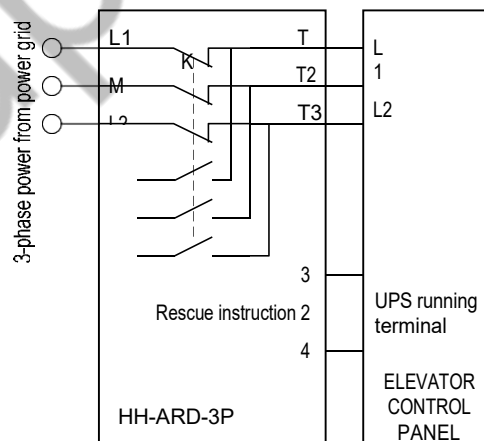 3-phase power from power grid
L1
M
L2
K
T
T2
T3
L
1
L2
3
Rescue instruction 2
4
UPS running
terminal
HH-ARD-3P
ELEVATOR
CONTROL
PANEL